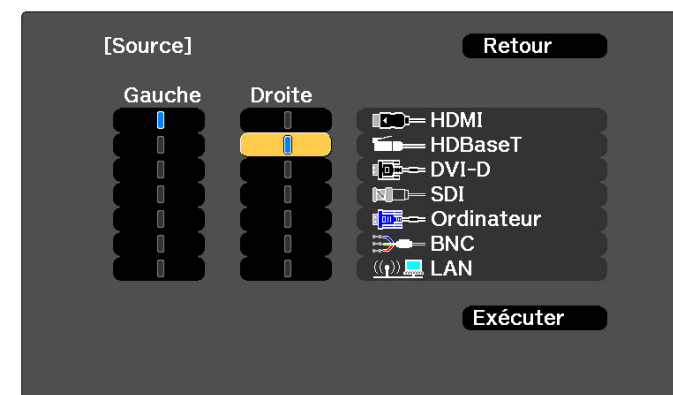 [Source] Retour
Gauche Droite
HDMI
HDBaseT
DVI-D
SDI
Ordinateur
BNC
LAN
Exécuter